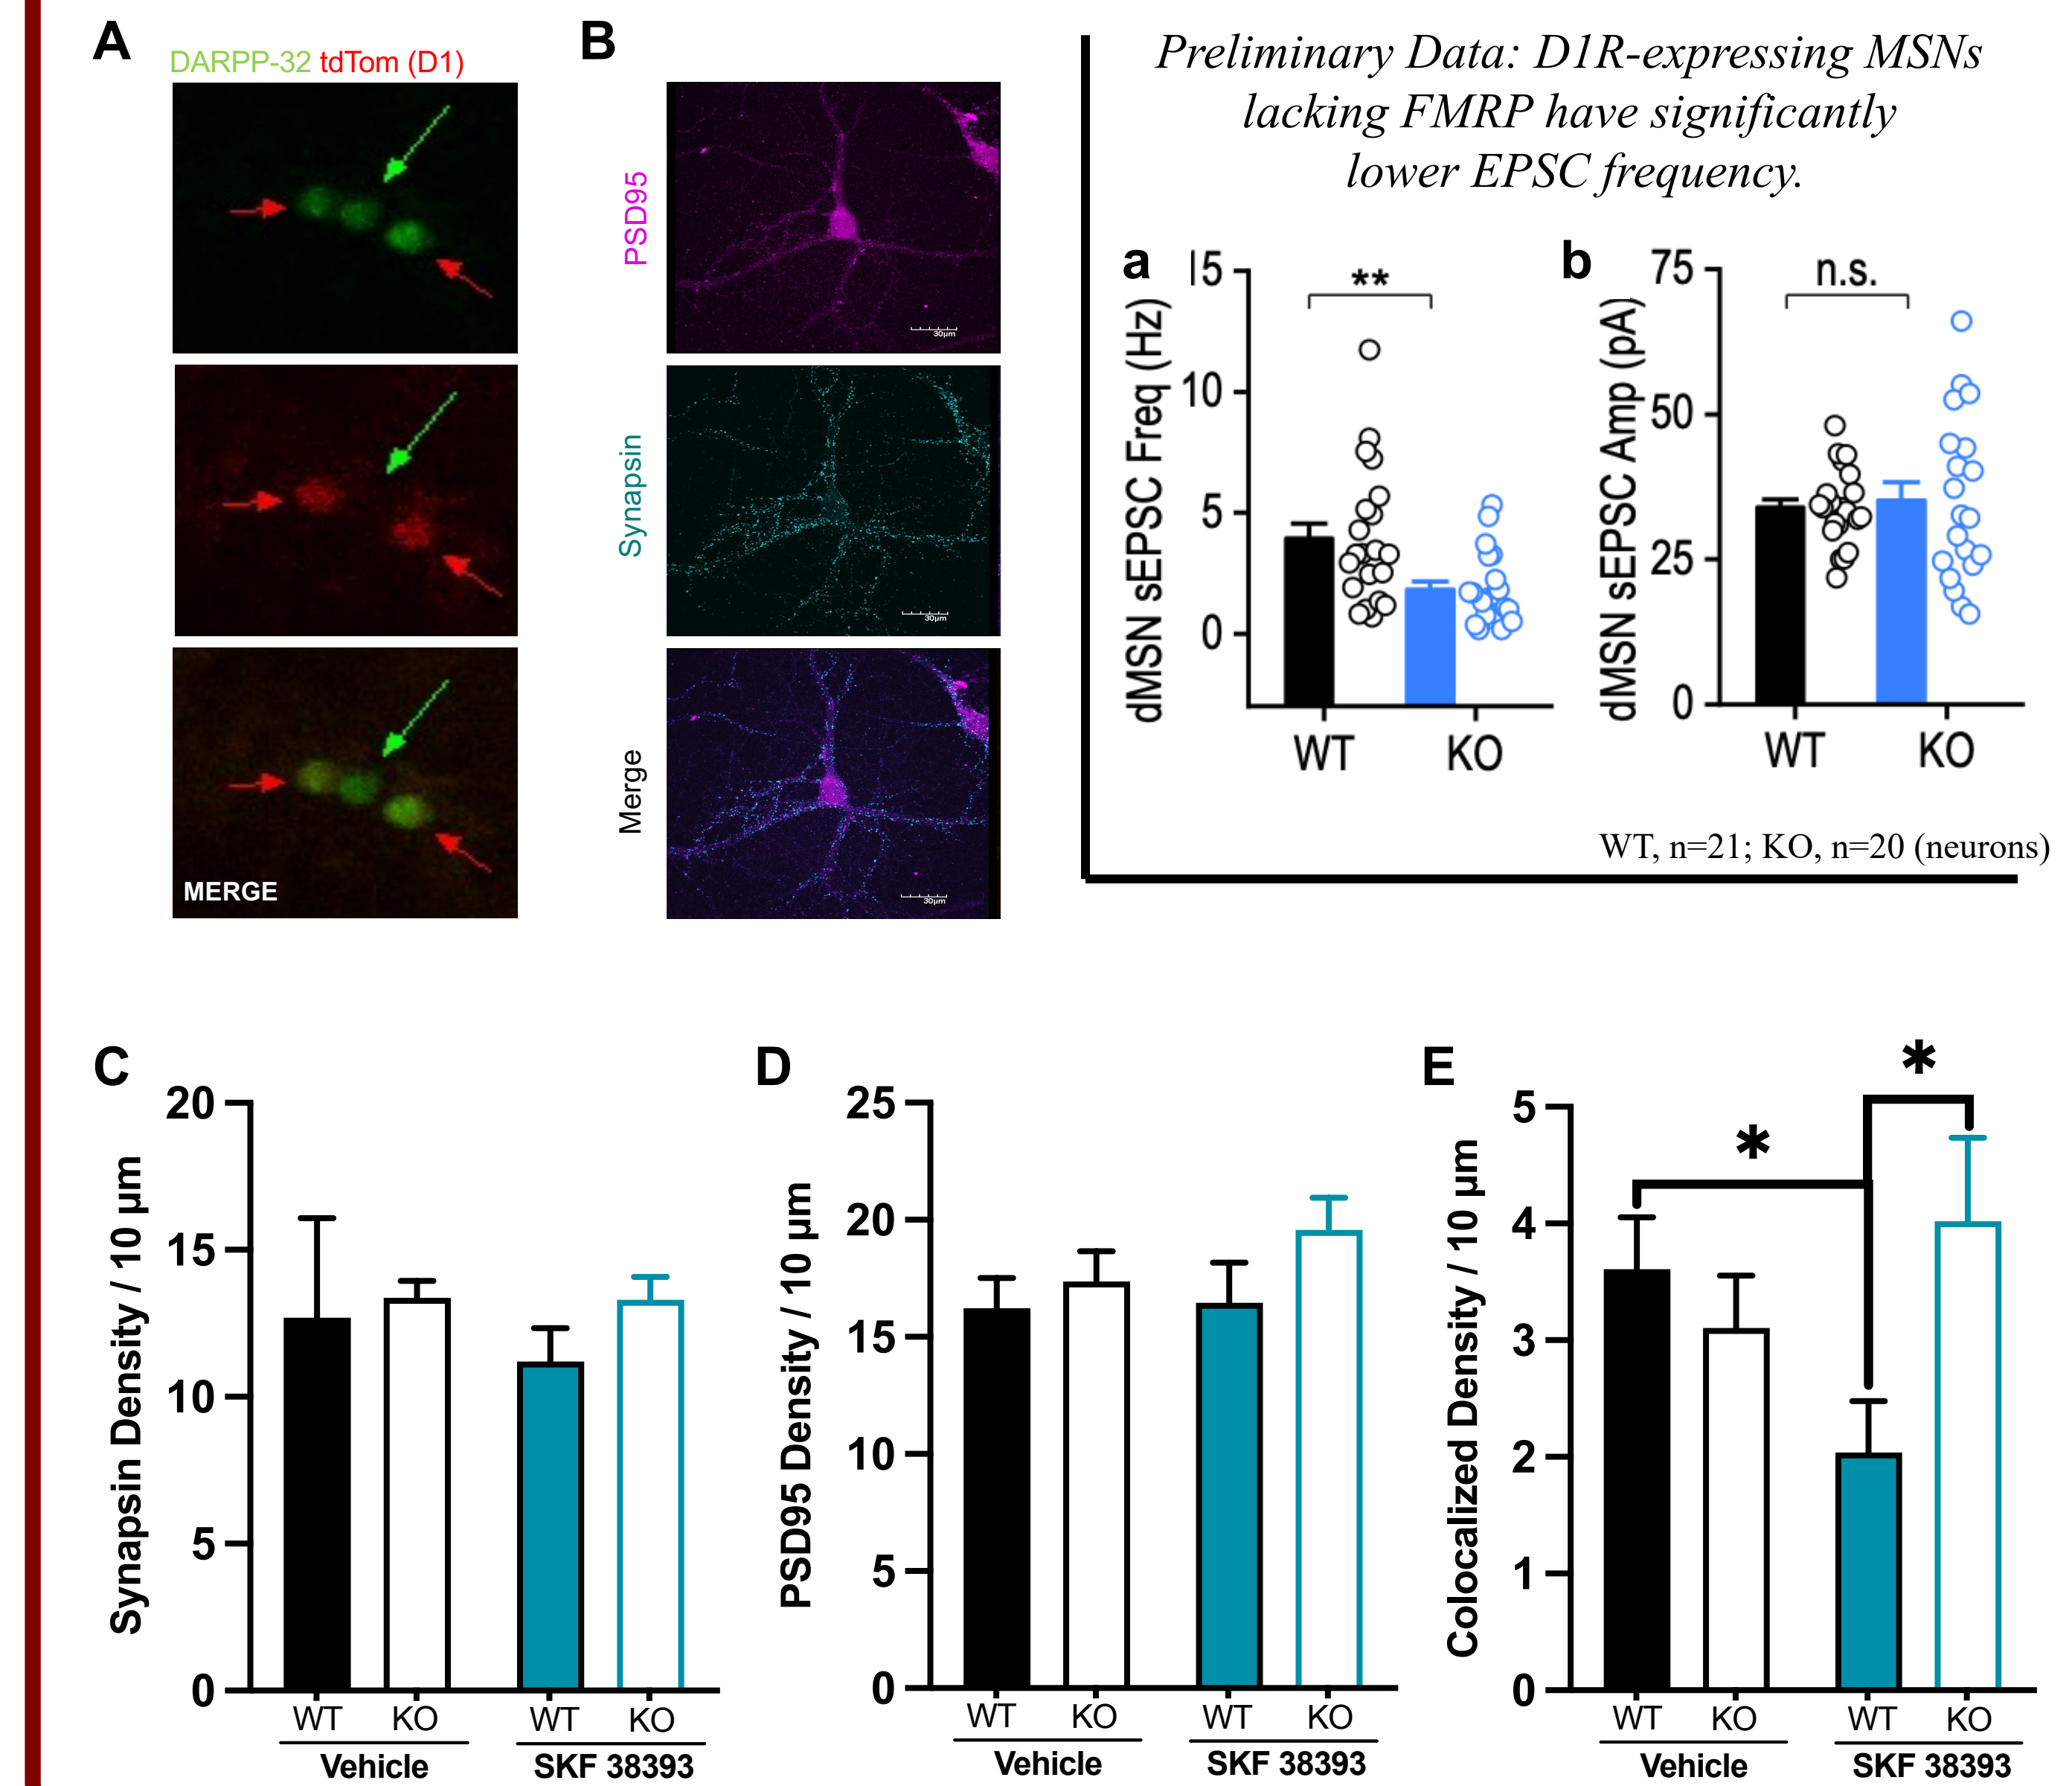 A
DARPP-32 tdTom (D1)
MERGE
B
PSD95
30µm
Synapsin
30µm
Merge
30µm
Preliminary Data: D1R-expressing MSNs
lacking FMRP have significantly
lower EPSC frequency.
a
dMSN sEPSC Freq (Hz)
15
10
5
0
**
WT
KO
b
dMSN sEPSC Amp (pA)
75
50
25
0
n.s.
WT
KO
WT, n=21; KO, n=20 (neurons)
C
Synapsin Density / 10 µm
20
15
10
5
0
WT
KO
WT
KO
Vehicle
SKF 38393
D
PSD95 Density / 10 µm
25
20
15
10
5
0
WT
KO
WT
KO
Vehicle
SKF 38393
E
Colocalized Density / 10 µm
5
4
3
2
1
0
*
*
WT
KO
WT
KO
Vehicle
SKF 38393